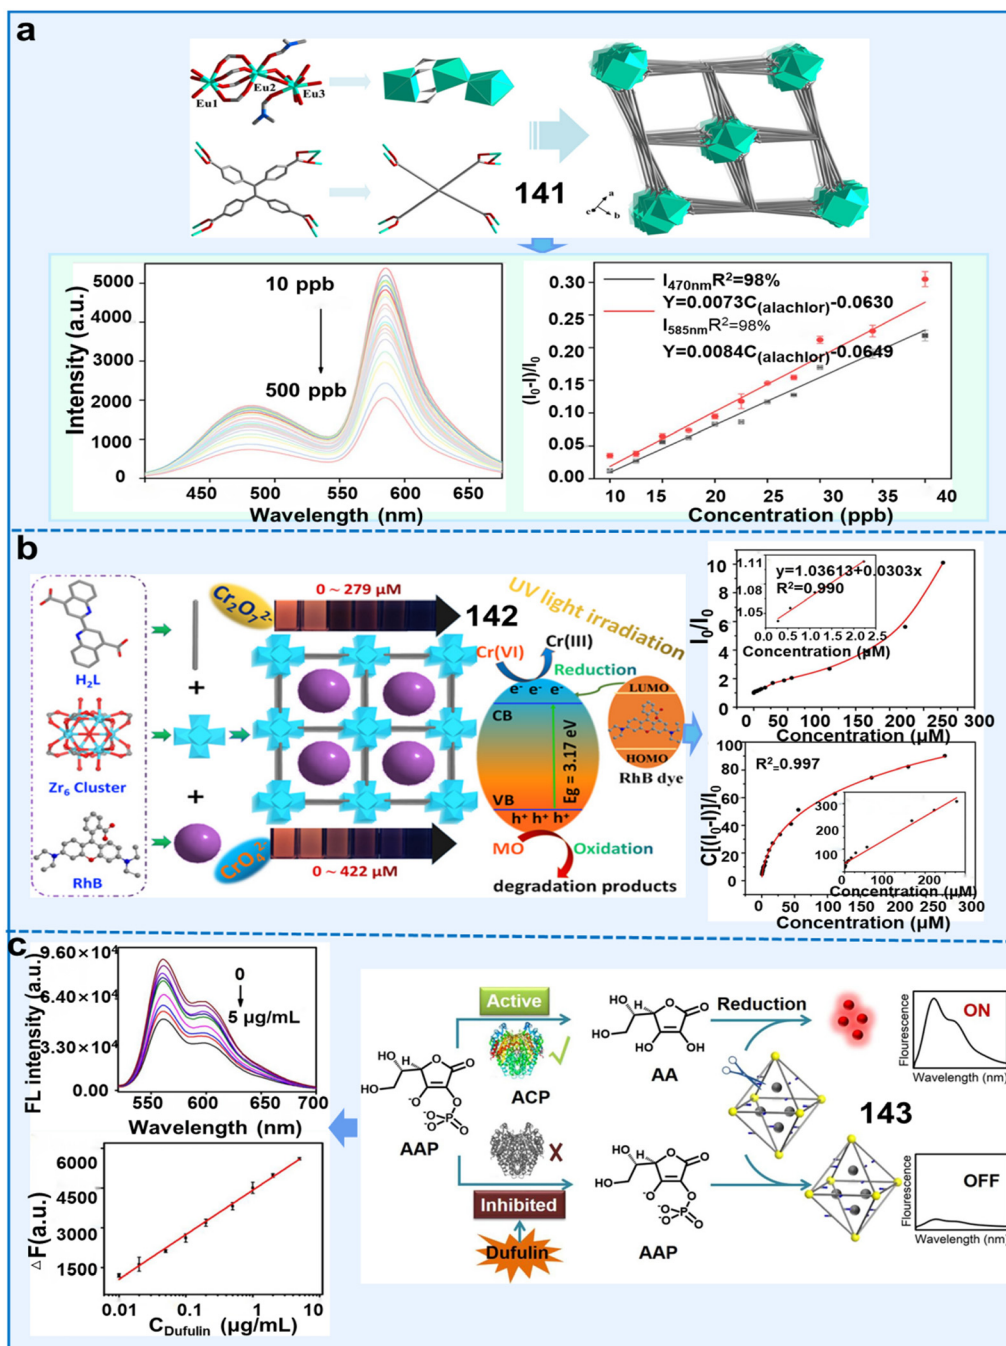 a
Eu1
Eu2
Eu3
141
a
c
b
5000
4000
3000
2000
1000
0
Intensity (a.u.)
10 ppb
500 ppb
450
500
550
600
650
Wavelength (nm)
0.30
0.25
0.20
0.15
0.10
0.05
0.00
(I₀-I)/I₀
I470nmR²=98%
Y=0.0073C(alachlor)-0.0630
I585nmR²=98%
Y=0.0084C(alachlor)-0.0649
10
15
20
25
30
35
40
Concentration (ppb)
b
H₂L
Zr₆ Cluster
RhB
+
+
Cr₂O₇²⁻
0 ~ 279 μM
142
CrO₄²⁻
0 ~ 422 μM
UV light irradiation
Cr(VI)
Cr(III)
Reduction
e⁻ e⁻ e⁻
CB
Eg = 3.17 eV
VB
h⁺ h⁺ h⁺
MO
Oxidation
degradation products
LUMO
HOMO
RhB dye
10
8
6
4
2
0
I₀/I₀
1.11
1.08
1.05
y=1.03613+0.0303x
R²=0.990
0.0
0.5
1.0
1.5
2.0
2.5
Concentration (μM)
0
50
100
150
200
250
300
Concentration (μM)
100
80
60
40
20
0
C[(I₀-I)]/I₀
R²=0.997
300
200
100
0
0
100
200
Concentration (μM)
0
50
100
150
200
250
300
Concentration (μM)
c
9.60×10⁴
6.40×10⁴
3.30×10⁴
0.00
FL intensity (a.u.)
0
5 μg/mL
550
600
650
700
Wavelength (nm)
6000
4500
3000
1500
△F(a.u.)
0.01
0.1
1
10
CDufulin (μg/mL)
AAP
Active
ACP
Inhibited
Dufulin
AA
AAP
Reduction
143
Flourescence
ON
Wavelength (nm)
Flourescence
OFF
Wavelength (nm)